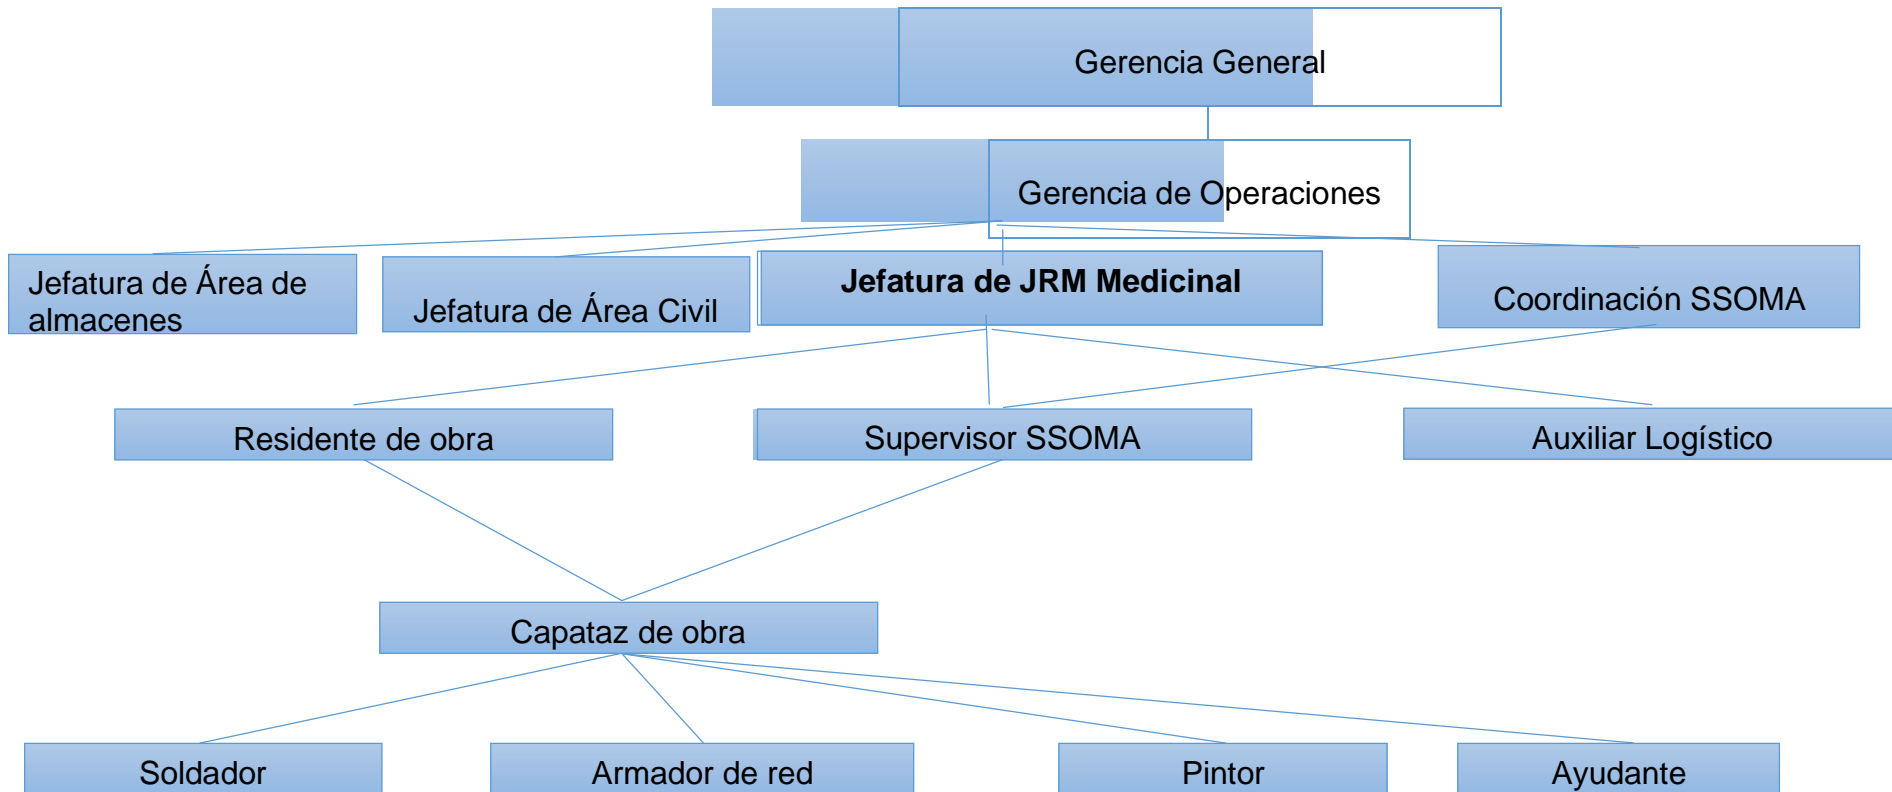 Gerencia General
Gerencia de Operaciones
Jefatura de Área de
almacenes
Jefatura de Área Civil
Jefatura de JRM Medicinal
Coordinación SSOMA
Residente de obra
Supervisor SSOMA
Auxiliar Logístico
Capataz de obra
Soldador
Armador de red
Pintor
Ayudante